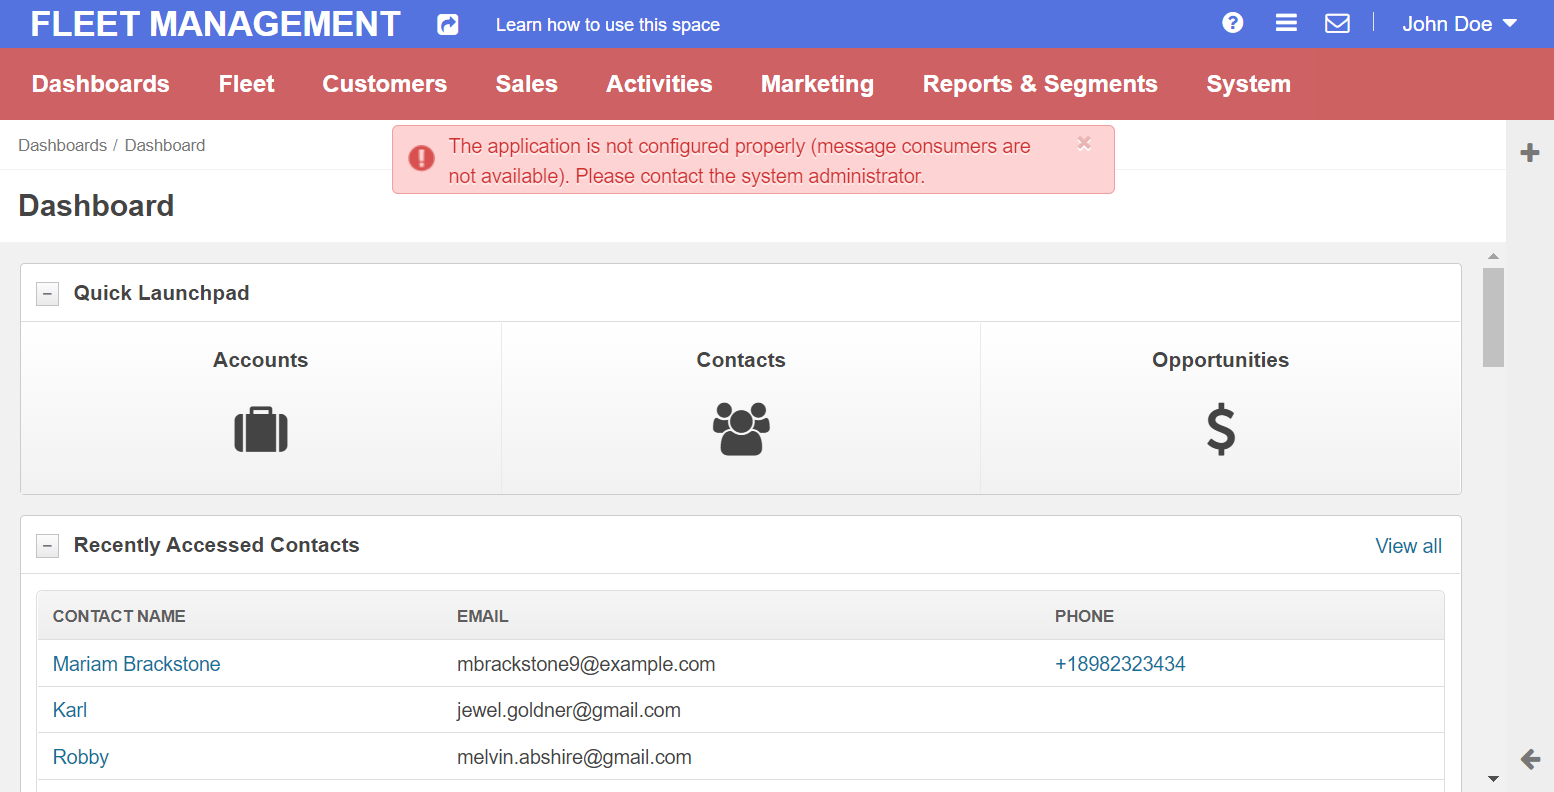 FLEET MANAGEMENT
Learn how to use this space
John Doe
Dashboards Fleet Customers Sales Activities Marketing Reports & Segments System
Dashboards / Dashboard
The application is not configured properly (message consumers are
not available). Please contact the system administrator.
Dashboard
Quick Launchpad
Accounts
Contacts
Opportunities
Recently Accessed Contacts
View all
CONTACT NAME EMAIL PHONE
Mariam Brackstone mbrackstone9@example.com +18982323434
Karl jewel.goldner@gmail.com
Robby melvin.abshire@gmail.com